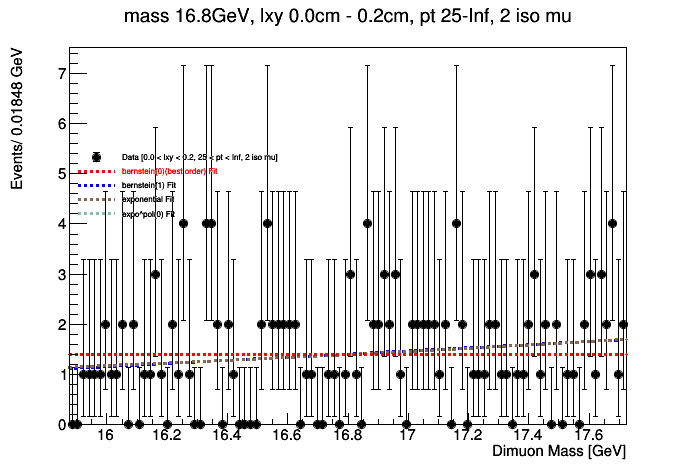 mass 16.8GeV, lxy 0.0cm - 0.2cm, pt 25-Inf, 2 iso mu
Events/ 0.01848 GeV
7
6
5
4
3
2
1
0
Data [0.0 < lxy < 0.2, 25 < pt < Inf, 2 iso mu]
bernstein[0](best order) Fit
bernstein(1) Fit
exponential Fit
expo*pol(0) Fit
16
16.2
16.4
16.6
16.8
17
17.2
17.4
17.6
Dimuon Mass [GeV]